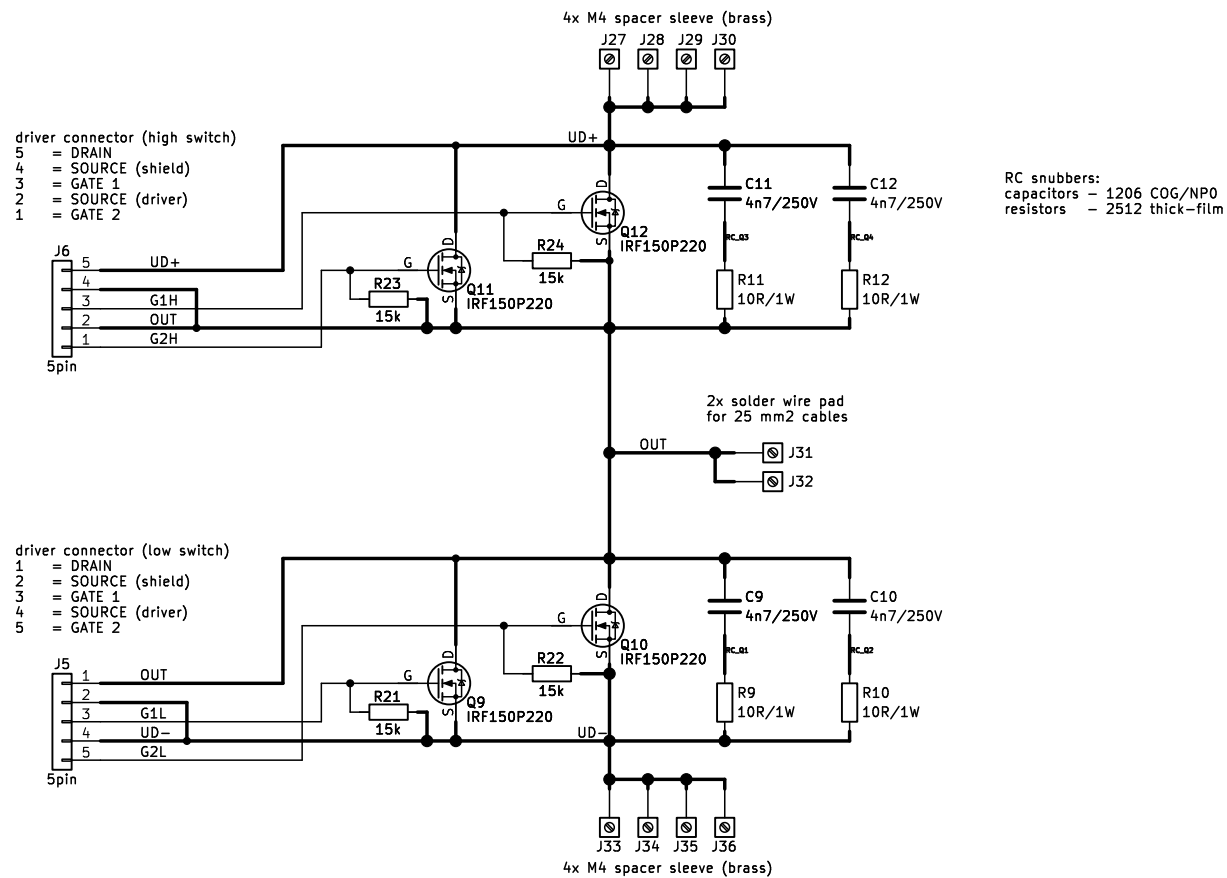 4x M4 spacer sleeve (brass)
J27 J28 J29 J30
driver connector (high switch)
5 = DRAIN
4 = SOURCE (shield)
3 = GATE 1
2 = SOURCE (driver)
1 = GATE 2
UD+
RC snubbers:
capacitors - 1206 COG/NP0
resistors - 2512 thick-film
C11
4n7/250V
C12
4n7/250V
D
G
S
Q12
IRF150P220
RC_Q3
RC_Q4
R24
15k
J6
5 UD+
4
3 G1H
2 OUT
1 G2H
5pin
D
G
S
Q11
IRF150P220
R23
15k
R11
10R/1W
R12
10R/1W
2x solder wire pad
for 25 mm2 cables
OUT
J31
J32
driver connector (low switch)
1 = DRAIN
2 = SOURCE (shield)
3 = GATE 1
4 = SOURCE (driver)
5 = GATE 2
C9
4n7/250V
C10
4n7/250V
D
G
S
Q10
IRF150P220
RC_Q1
RC_Q2
R22
15k
J5
1 OUT
2
3 G1L
4 UD-
5 G2L
5pin
D
G
S
Q9
IRF150P220
R21
15k
R9
10R/1W
R10
10R/1W
UD-
J33 J34 J35 J36
4x M4 spacer sleeve (brass)